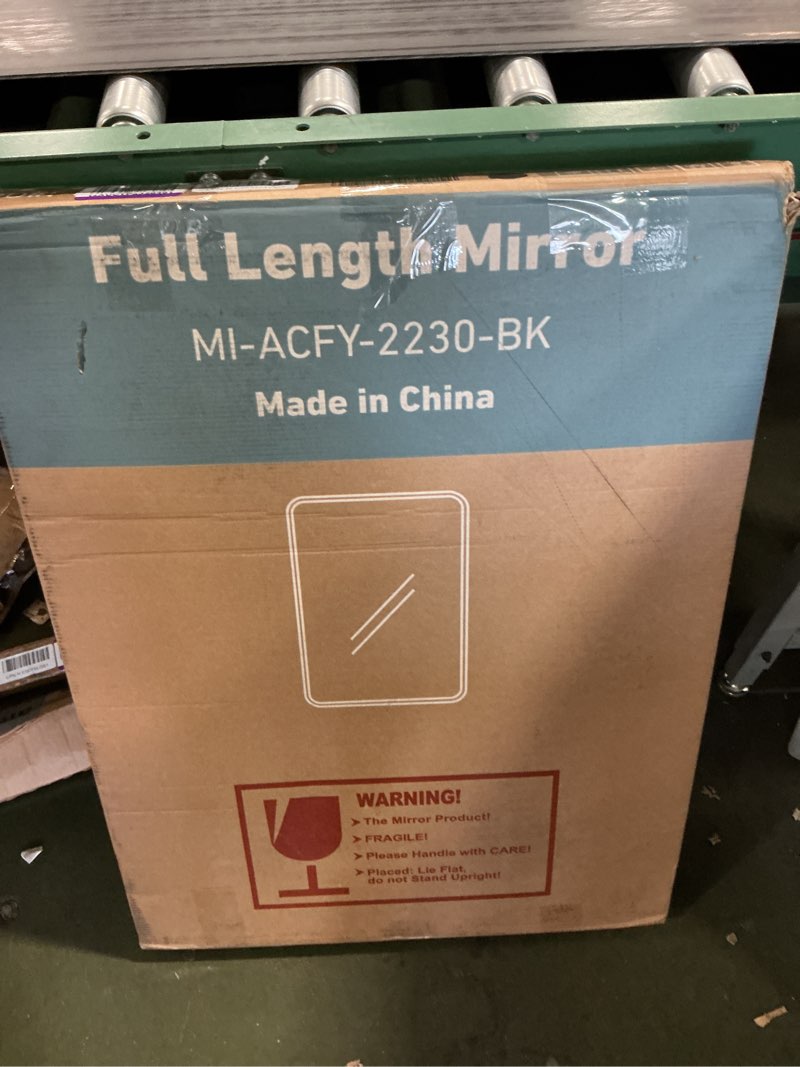 Full Length Mirror
MI-ACFY-2230-BK
Made in China
WARNING!
➤ The Mirror Product!
➤ FRAGILE!
➤ Please Handle with CARE!
➤ Placed: Lie Flat,
do not Stand Upright!